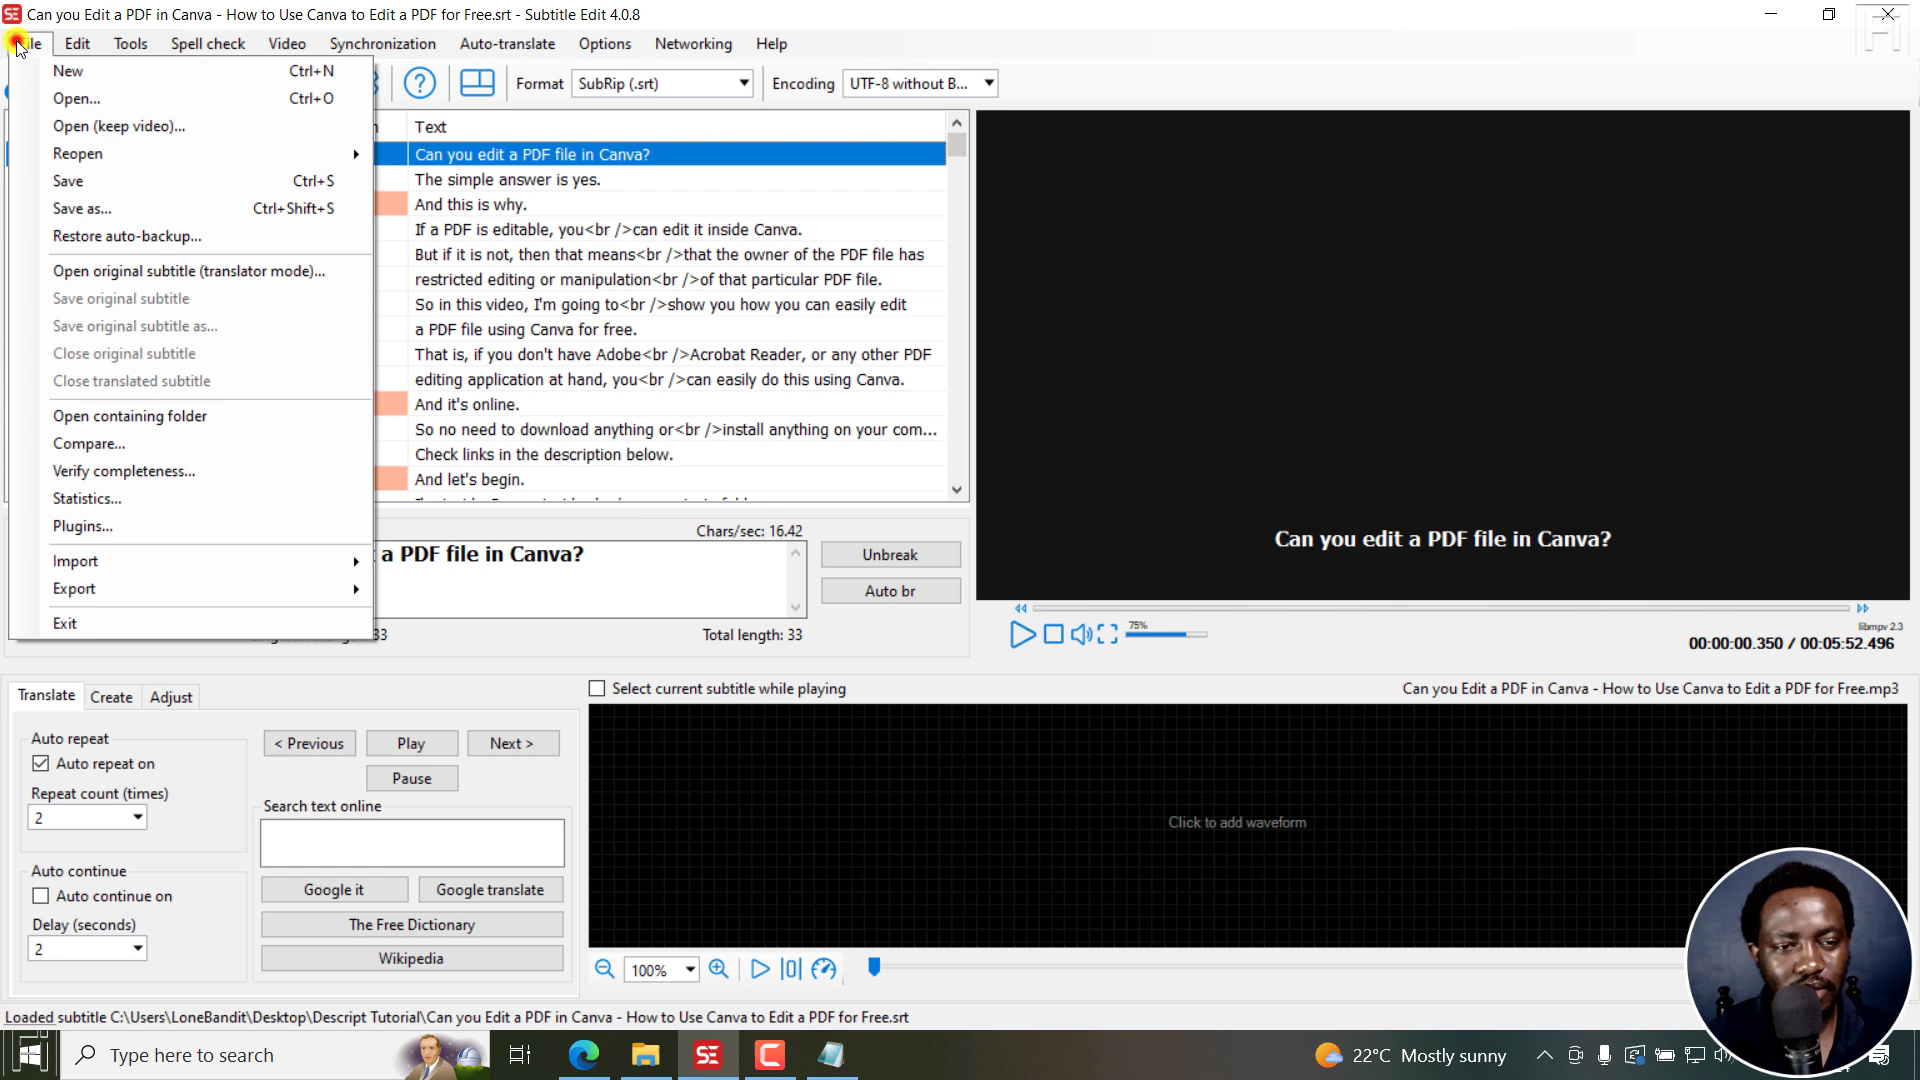 Can you Edit a PDF in Canva - How to Use Canva to Edit a PDF for Free.srt - Subtitle Edit 4.0.8
Edit Tools Spell check Video Synchronization Auto-translate Options Networking Help
New Ctrl+N
Open... Ctrl+O
Open (keep video)...
Reopen
Save Ctrl+S
Save as... Ctrl+Shift+S
Restore auto-backup...
Open original subtitle (translator mode)...
Save original subtitle
Save original subtitle as...
Close original subtitle
Close translated subtitle
Open containing folder
Compare...
Verify completeness...
Statistics...
Plugins...
Import
Export
Exit
Format SubRip (.srt) Encoding UTF-8 without B...
Text
Can you edit a PDF file in Canva?
The simple answer is yes.
And this is why.
If a PDF is editable, you<br />can edit it inside Canva.
But if it is not, then that means<br />that the owner of the PDF file has
restricted editing or manipulation<br />of that particular PDF file.
So in this video, I'm going to<br />show you how you can easily edit
a PDF file using Canva for free.
That is, if you don't have Adobe<br />Acrobat Reader, or any other PDF
editing application at hand, you<br />can easily do this using Canva.
And it's online.
So no need to download anything or<br />install anything on your com...
Check links in the description below.
And let's begin.
Chars/sec: 16.42
a PDF file in Canva?
Unbreak
Auto br
33 Total length: 33
Can you edit a PDF file in Canva?
75%
libmpv 2.3
00:00:00.350 / 00:05:52.496
Translate Create Adjust
Auto repeat
Auto repeat on
Repeat count (times)
2
Auto continue
Auto continue on
Delay (seconds)
2
< Previous Play Next >
Pause
Search text online
Google it Google translate
The Free Dictionary
Wikipedia
Select current subtitle while playing
Can you Edit a PDF in Canva - How to Use Canva to Edit a PDF for Free.mp3
Click to add waveform
100%
Loaded subtitle C:\Users\LoneBandit\Desktop\Descript Tutorial\Can you Edit a PDF in Canva - How to Use Canva to Edit a PDF for Free.srt
Type here to search
SE
22°C Mostly sunny